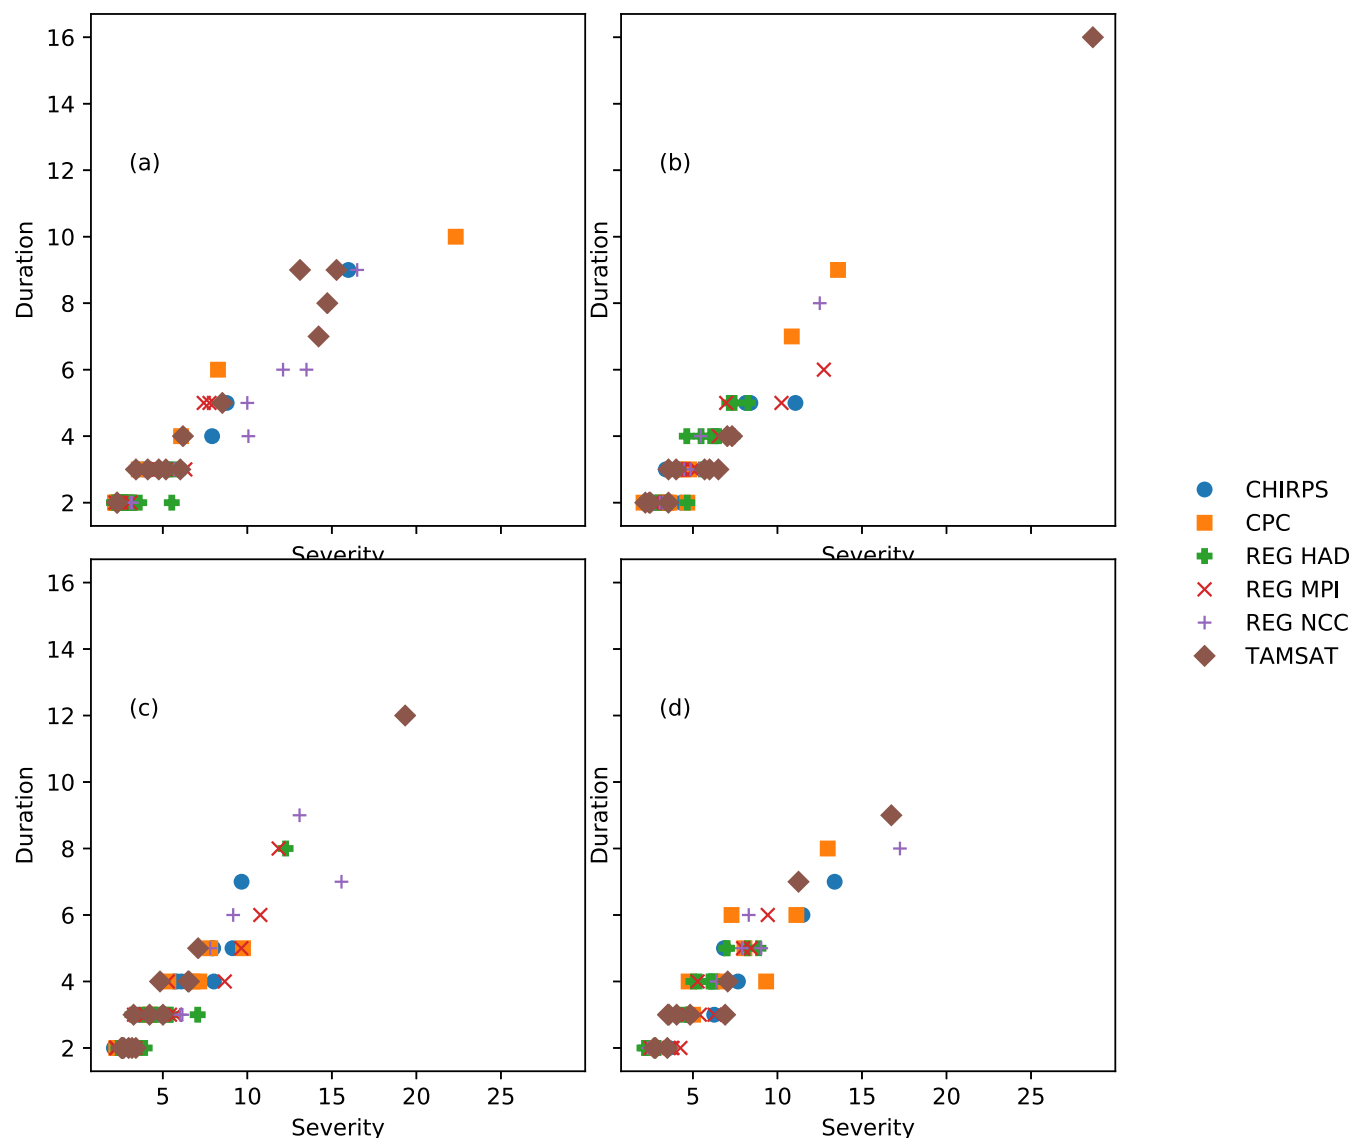 16
14
12
10
8
6
4
2
Duration
(a)
Severity
Duration
(b)
Severity
16
14
12
10
8
6
4
2
Duration
(c)
5 10 15 20 25
Severity
Duration
(d)
5 10 15 20 25
Severity
CHIRPS
CPC
REG HAD
REG MPI
REG NCC
TAMSAT